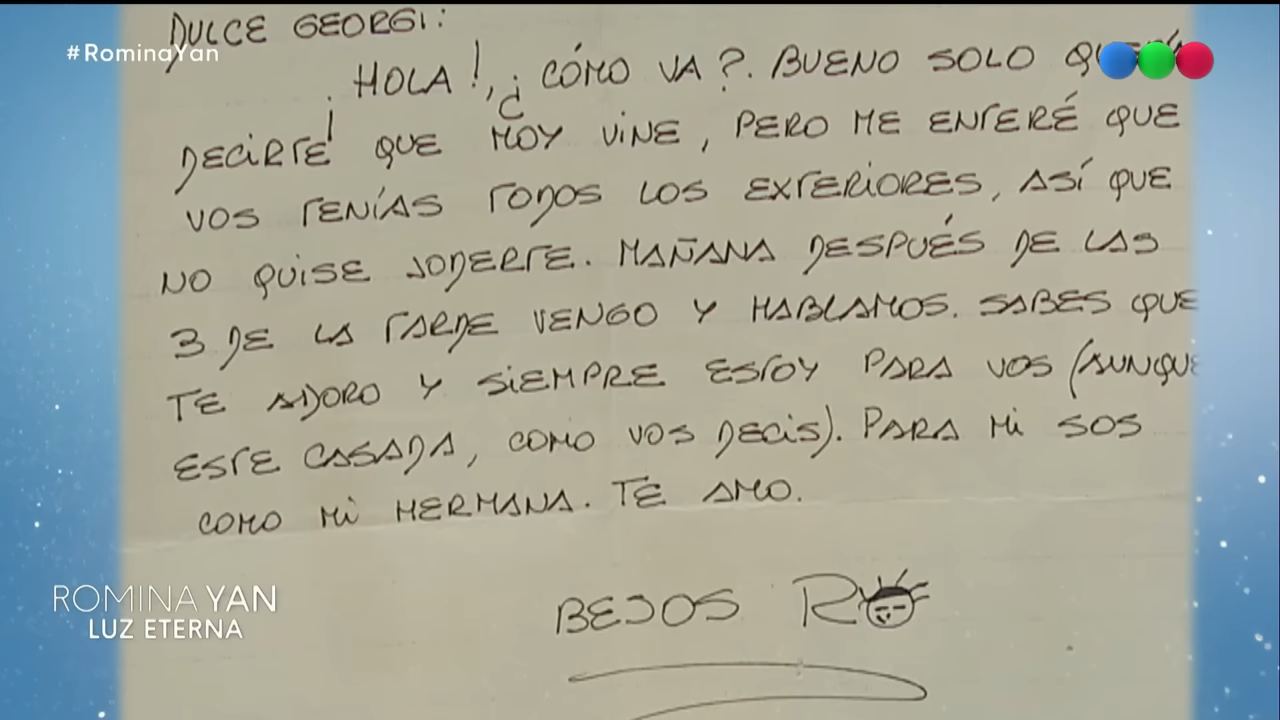 DULCE GEORGI:
#RominaYan
¡HOLA!, ¿CÓMO VA?. BUENO SOLO
DECIRTE QUE HOY VINE, PERO ME ENTERÉ QUE
VOS TENÍAS TODOS LOS EXTERIORES, ASÍ QUE
NO QUISE JODERTE. MAÑANA DESPUÉS DE LAS
3 DE LA TARDE VENGO Y HABLAMOS. SABES QUE
TE ADORO Y SIEMPRE ESTOY PARA VOS (AUNQUE
ESTE CASADA, COMO VOS DECIS). PARA MI SOS
COMO MI HERMANA. TE AMO.
BESOS RO
ROMINA YAN
LUZ ETERNA